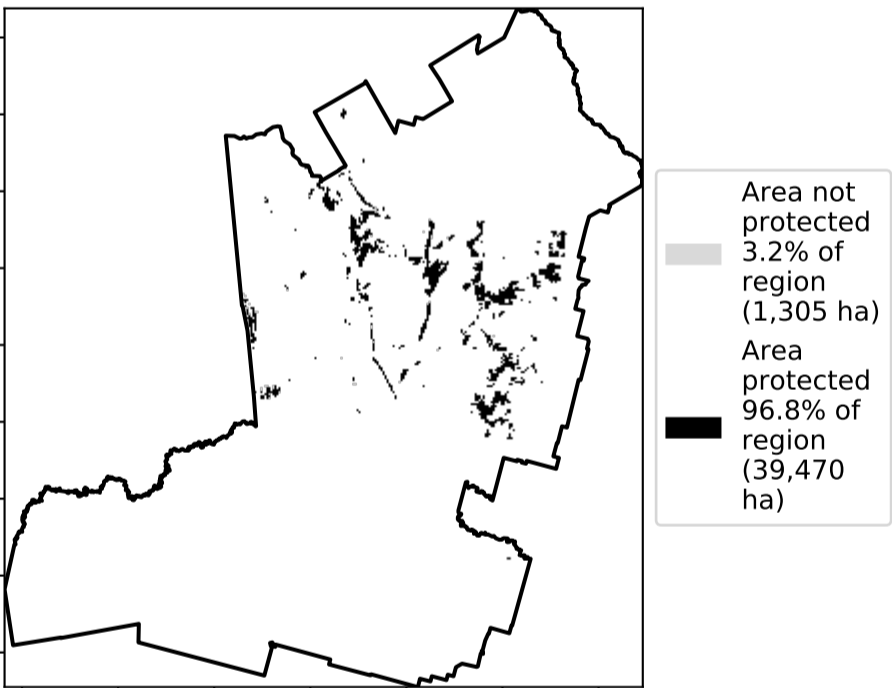 Area not
protected
3.2% of
region
(1,305 ha)
Area
protected
96.8% of
region
(39,470
ha)